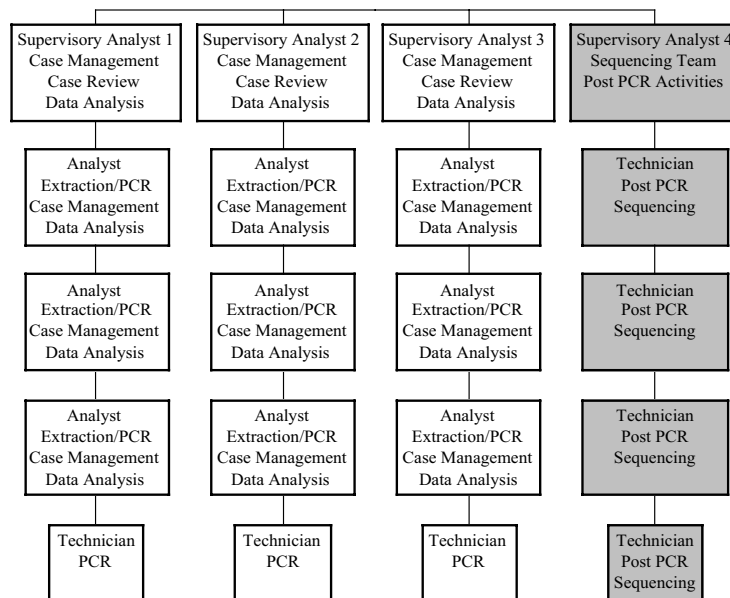 Supervisory Analyst 1
Case Management
Case Review
Data Analysis
Supervisory Analyst 2
Case Management
Case Review
Data Analysis
Supervisory Analyst 3
Case Management
Case Review
Data Analysis
Supervisory Analyst 4
Sequencing Team
Post PCR Activities
Analyst
Extraction/PCR
Case Management
Data Analysis
Analyst
Extraction/PCR
Case Management
Data Analysis
Analyst
Extraction/PCR
Case Management
Data Analysis
Technician
Post PCR
Sequencing
Analyst
Extraction/PCR
Case Management
Data Analysis
Analyst
Extraction/PCR
Case Management
Data Analysis
Analyst
Extraction/PCR
Case Management
Data Analysis
Technician
Post PCR
Sequencing
Analyst
Extraction/PCR
Case Management
Data Analysis
Analyst
Extraction/PCR
Case Management
Data Analysis
Analyst
Extraction/PCR
Case Management
Data Analysis
Technician
Post PCR
Sequencing
Technician
PCR
Technician
PCR
Technician
PCR
Technician
Post PCR
Sequencing